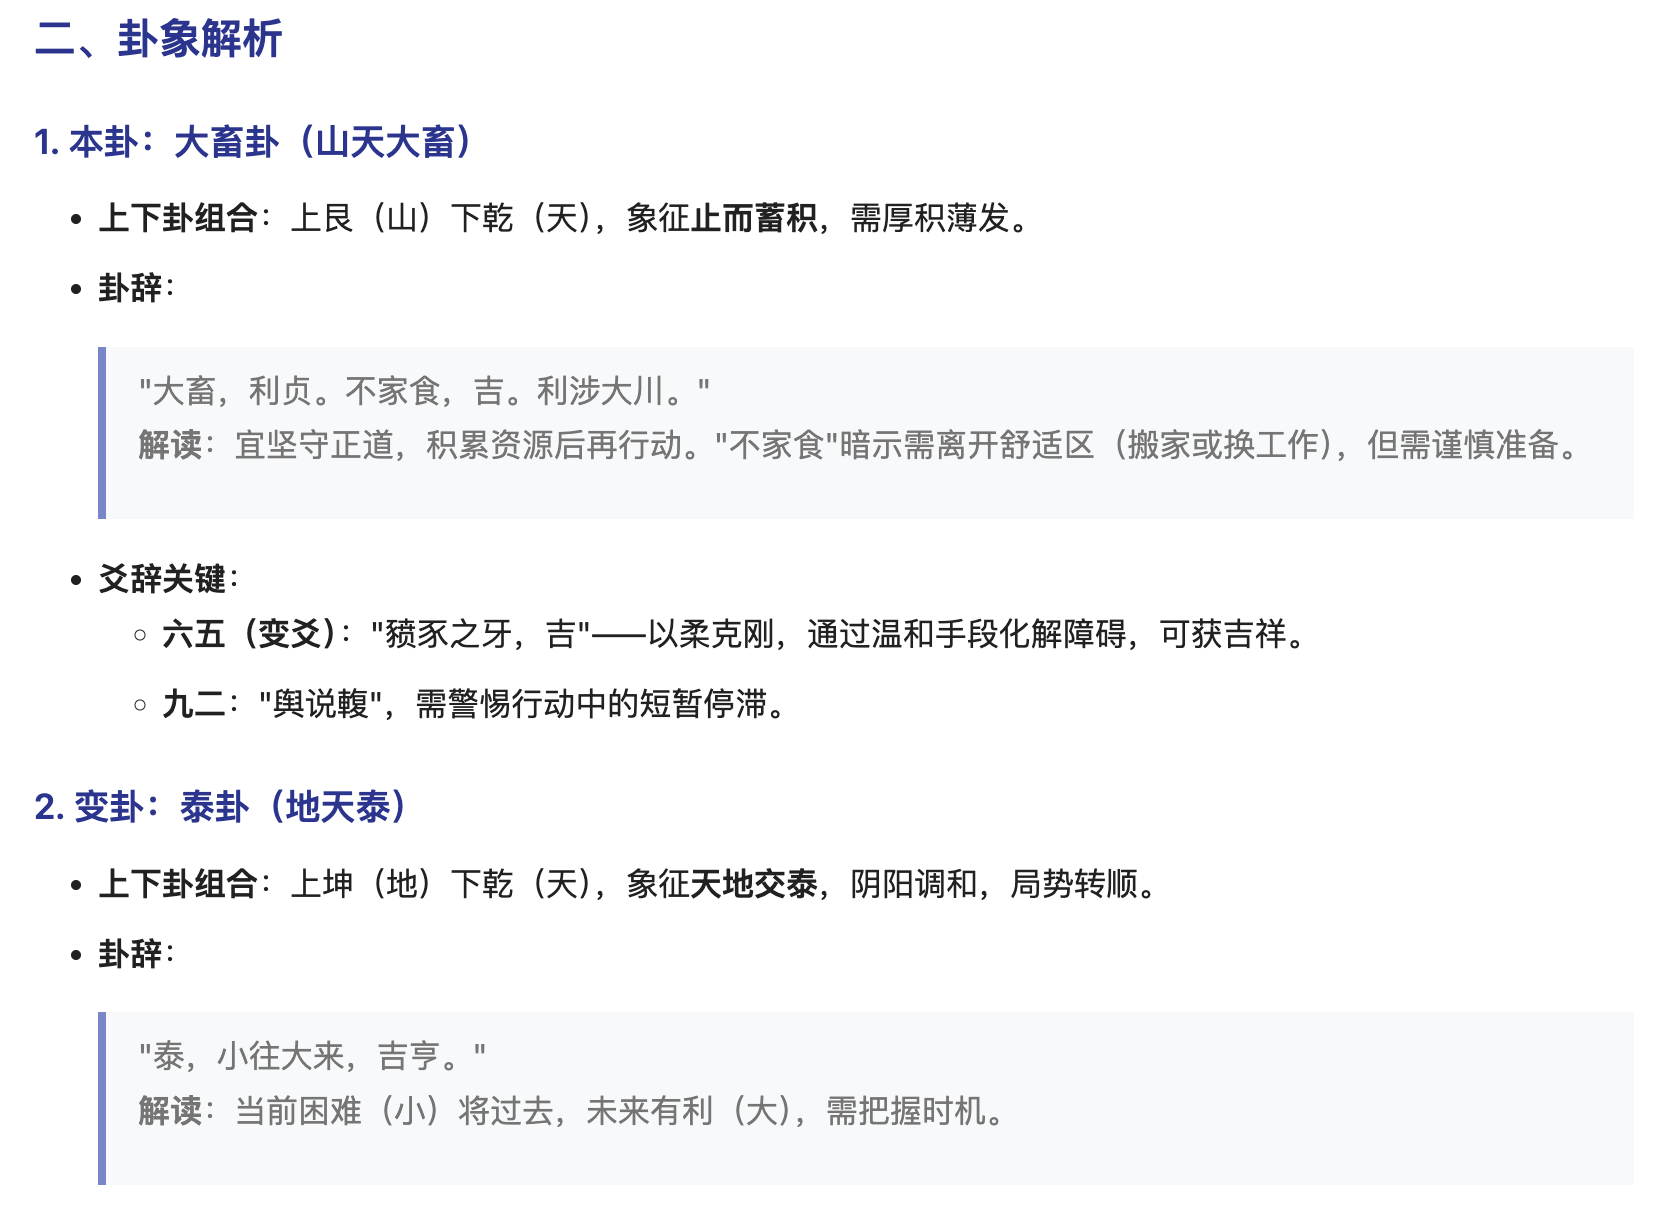 二、卦象解析
1. 本卦：大畜卦（山天大畜）
• 上下卦组合：上艮（山）下乾（天），象征止而蓄积，需厚积薄发。
• 卦辞：
"大畜，利贞。不家食，吉。利涉大川。"
解读：宜坚守正道，积累资源后再行动。"不家食"暗示需离开舒适区（搬家或换工作），但需谨慎准备。
• 爻辞关键：
◦ 六五（变爻）："豮豕之牙，吉"——以柔克刚，通过温和手段化解障碍，可获吉祥。
◦ 九二："舆说輹"，需警惕行动中的短暂停滞。
2. 变卦：泰卦（地天泰）
• 上下卦组合：上坤（地）下乾（天），象征天地交泰，阴阳调和，局势转顺。
• 卦辞：
"泰，小往大来，吉亨。"
解读：当前困难（小）将过去，未来有利（大），需把握时机。